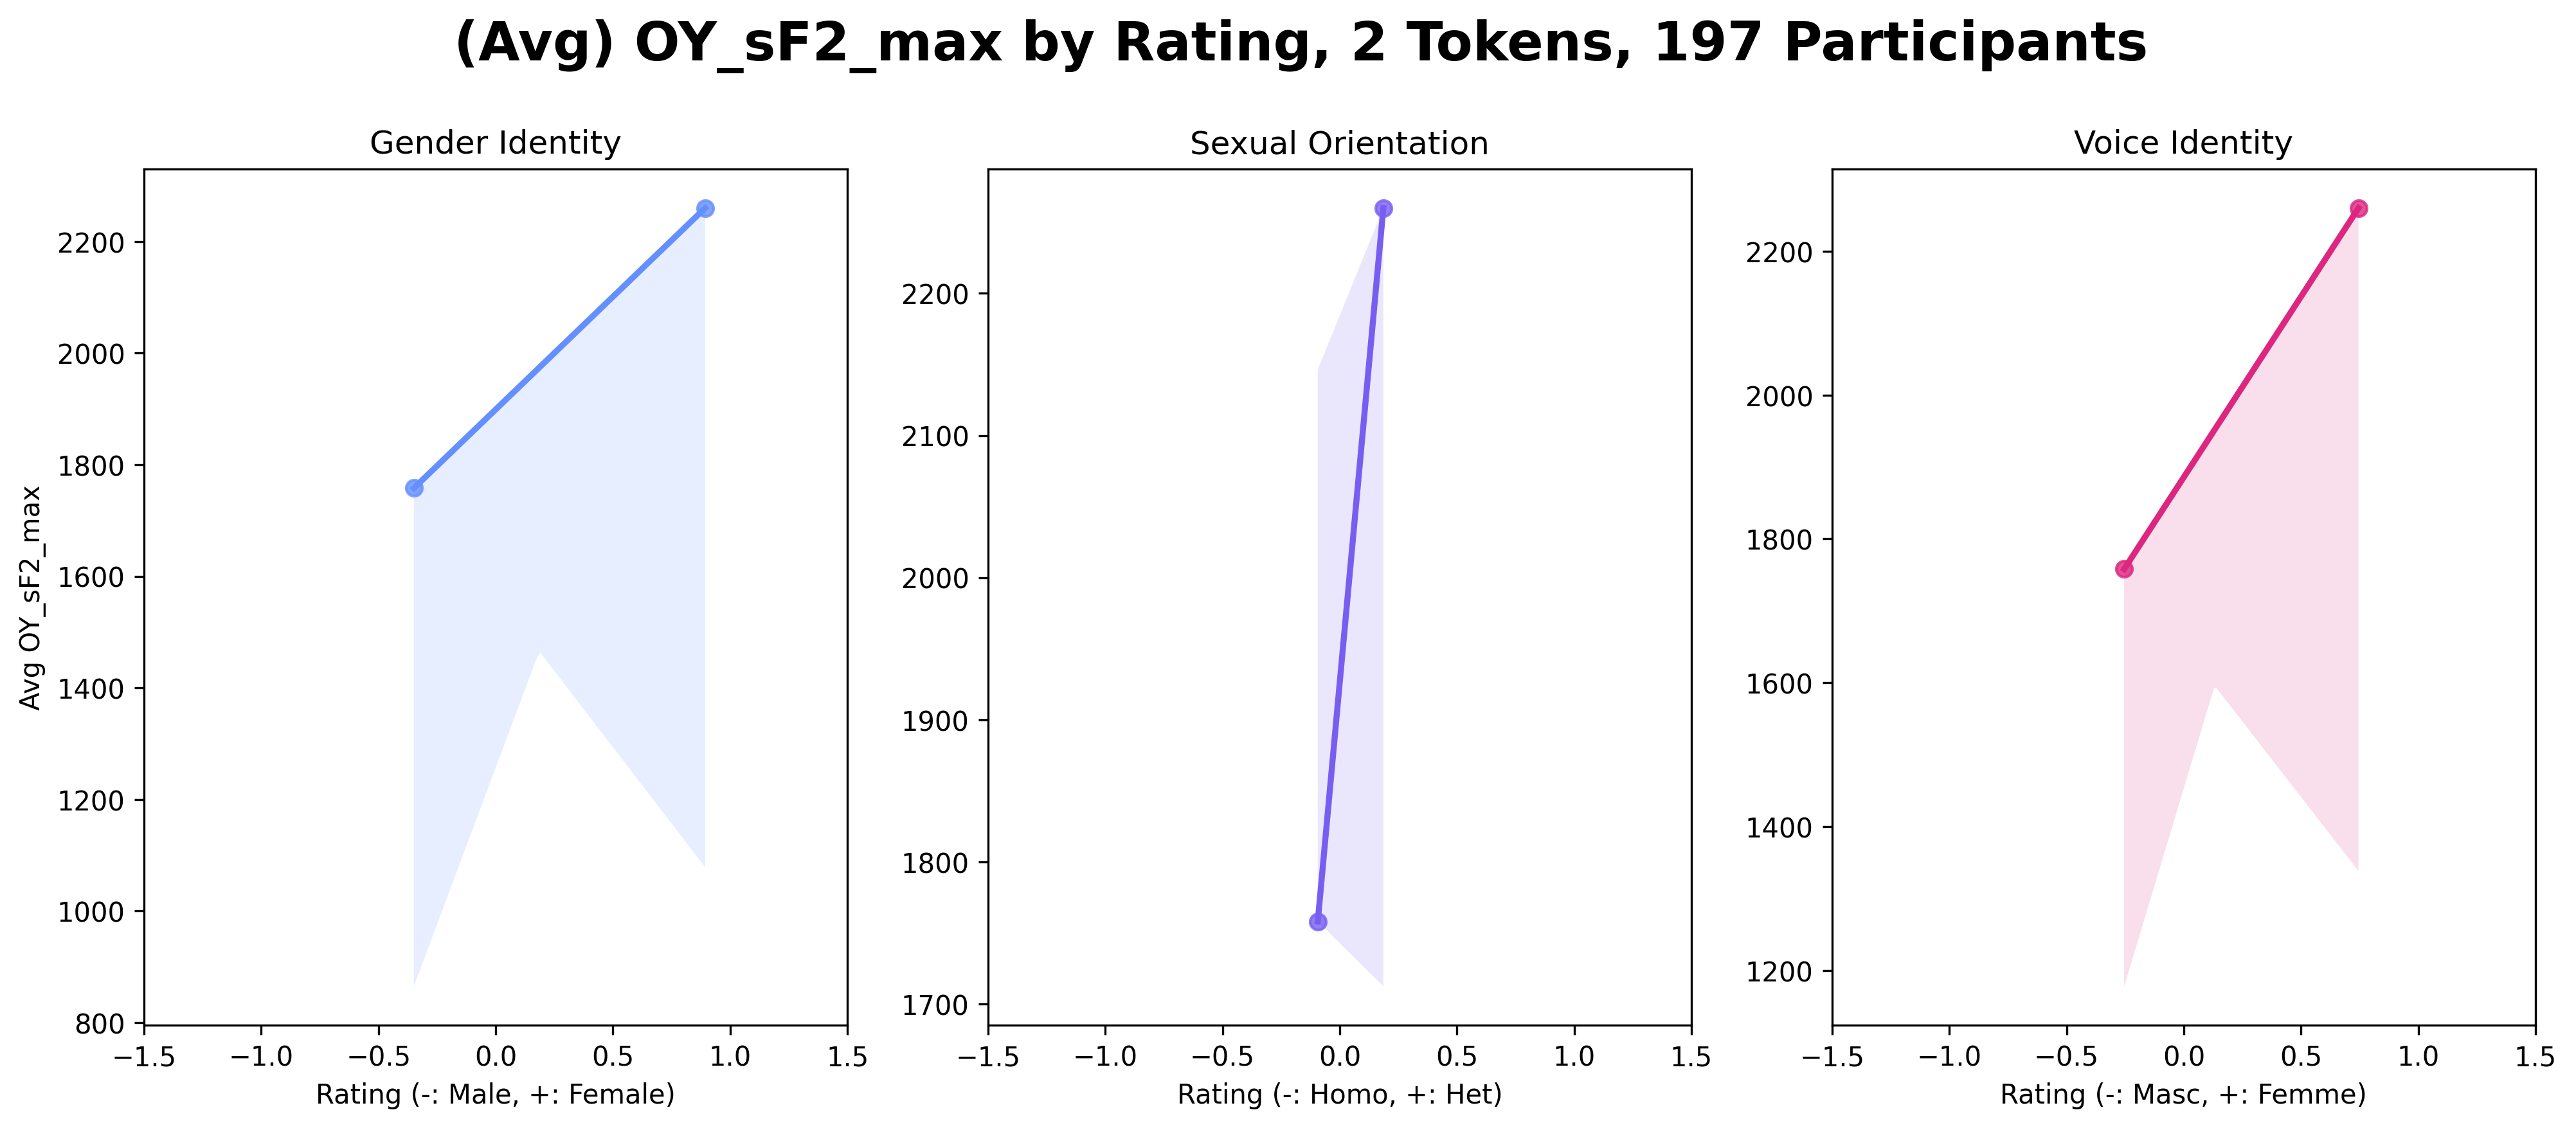 (Avg) OY_sF2_max by Rating, 2 Tokens, 197 Participants
Gender Identity
Avg OY_sF2_max
2200
2000
1800
1600
1400
1200
1000
800
−1.5 −1.0 −0.5 0.0 0.5 1.0 1.5
Rating (-: Male, +: Female)
Sexual Orientation
2200
2100
2000
1900
1800
1700
−1.5 −1.0 −0.5 0.0 0.5 1.0 1.5
Rating (-: Homo, +: Het)
Voice Identity
2200
2000
1800
1600
1400
1200
−1.5 −1.0 −0.5 0.0 0.5 1.0 1.5
Rating (-: Masc, +: Femme)